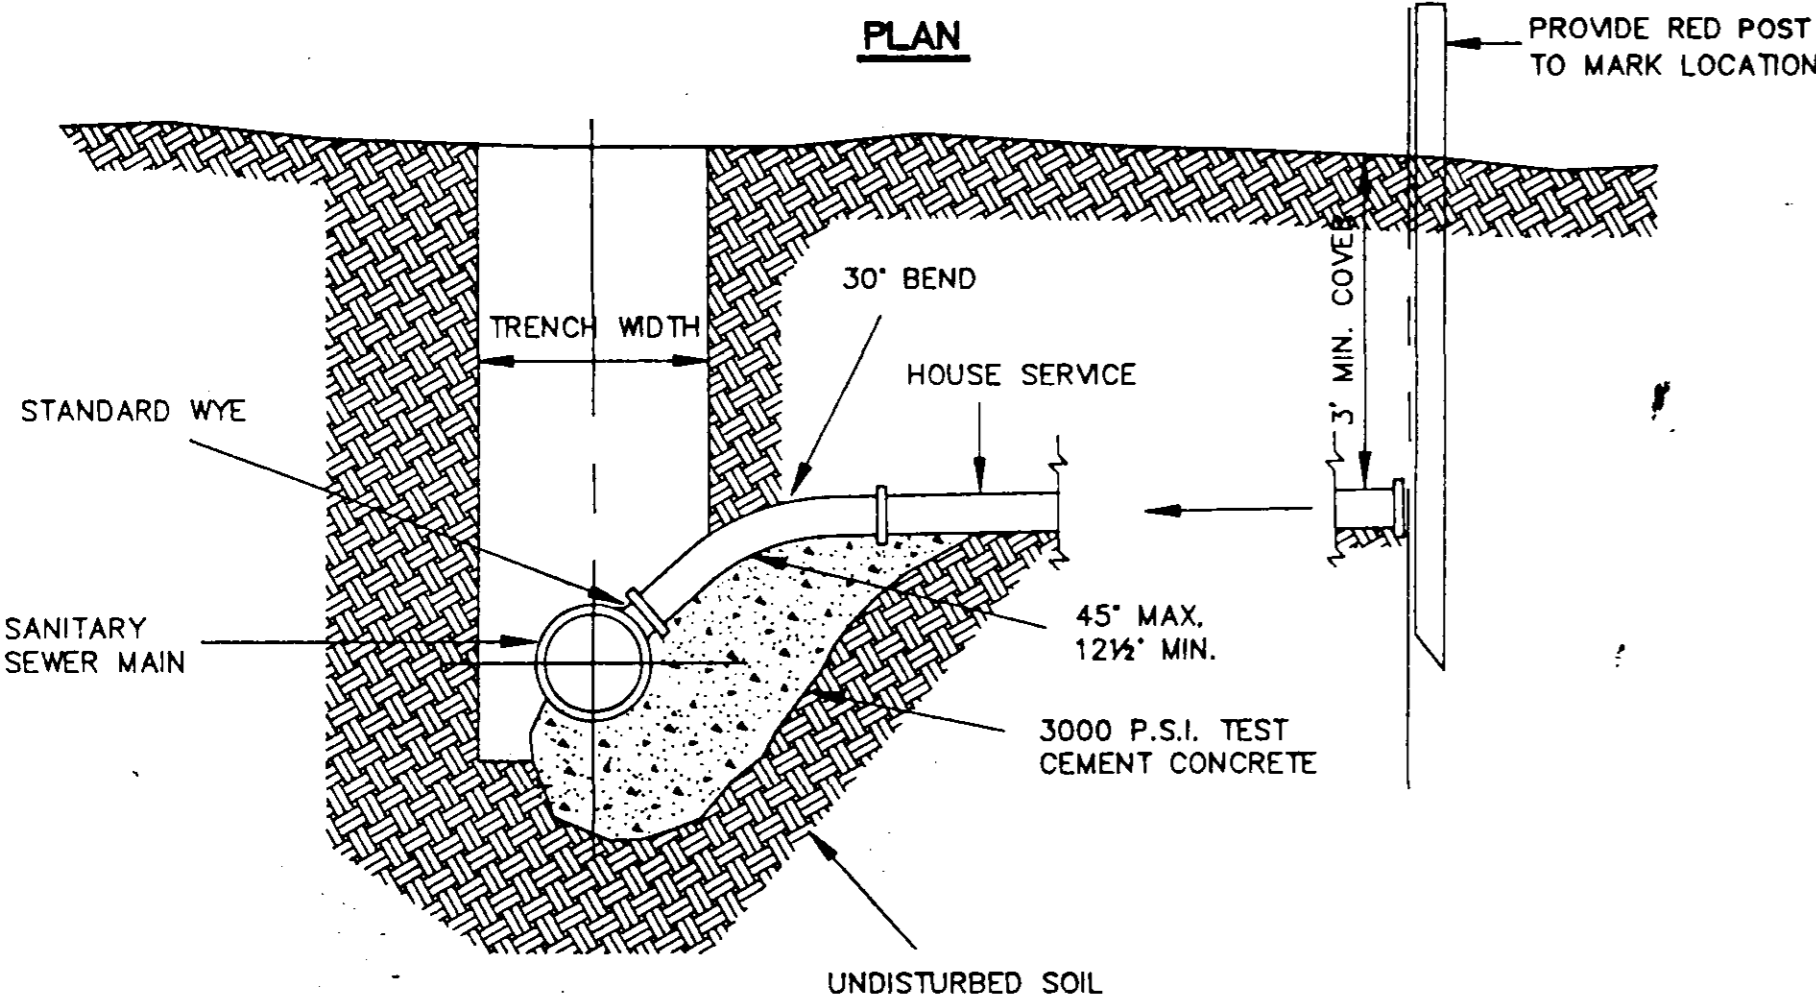 PLAN
PROVIDE RED POST
TO MARK LOCATION
30° BEND
TRENCH WIDTH
HOUSE SERVICE
3' MIN. COVER
STANDARD WYE
SANITARY
SEWER MAIN
45° MAX.
12½° MIN.
3000 P.S.I. TEST
CEMENT CONCRETE
UNDISTURBED SOIL